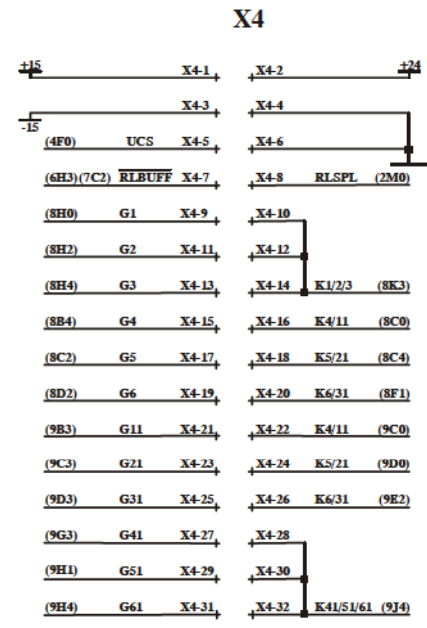 X4
+15 X4-1 X4-2 +24
X4-3 X4-4
-15
(4F0) UCS X4-5 X4-6
(6H3)(7C2) RLBUFF X4-7 X4-8 RLSPL (2M0)
(8H0) G1 X4-9 X4-10
(8H2) G2 X4-11 X4-12
(8H4) G3 X4-13 X4-14 K1/2/3 (8K3)
(8B4) G4 X4-15 X4-16 K4/11 (8C0)
(8C2) G5 X4-17 X4-18 K5/21 (8C4)
(8D2) G6 X4-19 X4-20 K6/31 (8F1)
(9B3) G11 X4-21 X4-22 K4/11 (9C0)
(9C3) G21 X4-23 X4-24 K5/21 (9D0)
(9D3) G31 X4-25 X4-26 K6/31 (9E2)
(9G3) G41 X4-27 X4-28
(9H1) G51 X4-29 X4-30
(9H4) G61 X4-31 X4-32 K41/51/61 (9J4)